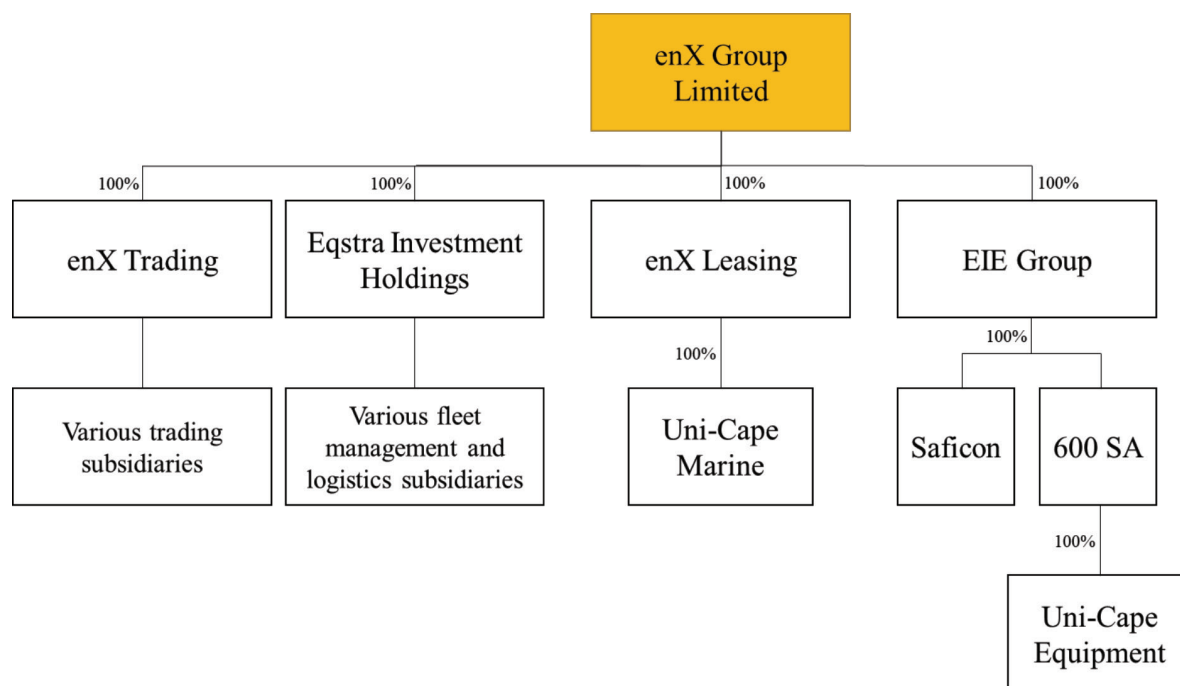 enX Group
Limited
100%
100%
100%
100%
enX Trading
Eqstra Investment
Holdings
enX Leasing
EIE Group
100%
100%
Various trading
subsidiaries
Various fleet
management and
logistics subsidiaries
Uni-Cape
Marine
Saficon
600 SA
100%
Uni-Cape
Equipment